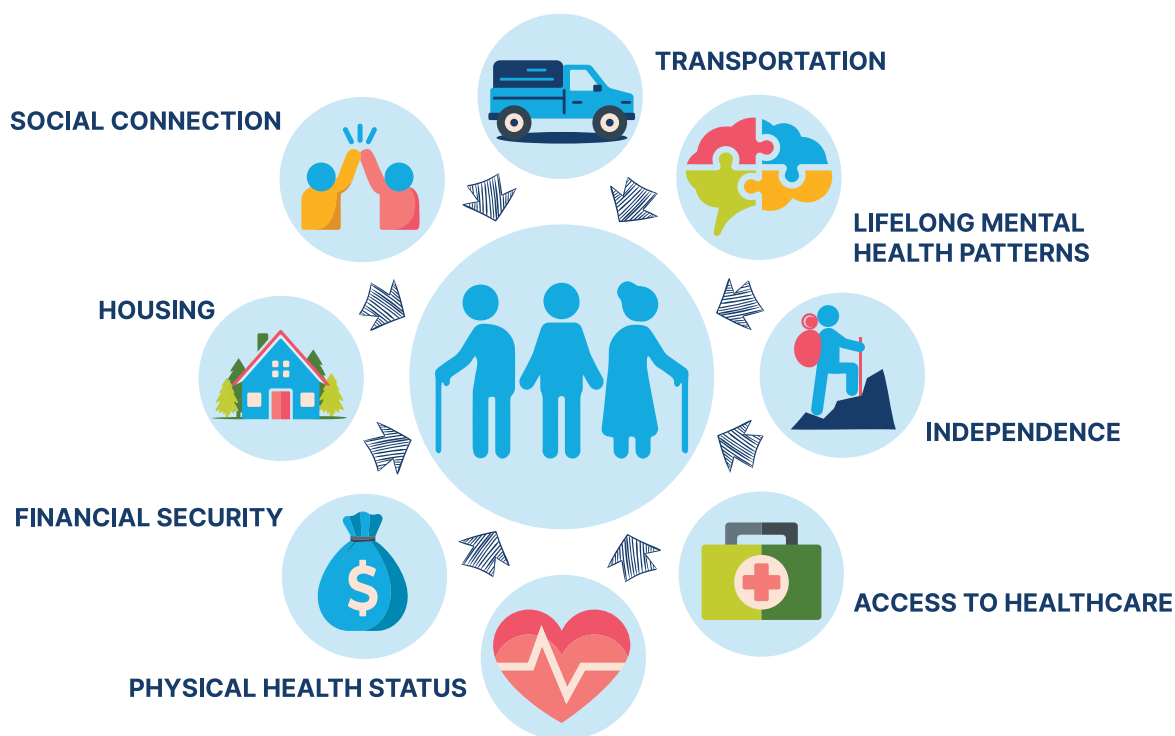 TRANSPORTATION
SOCIAL CONNECTION
LIFELONG MENTAL
HEALTH PATTERNS
HOUSING
INDEPENDENCE
FINANCIAL SECURITY
$
ACCESS TO HEALTHCARE
PHYSICAL HEALTH STATUS